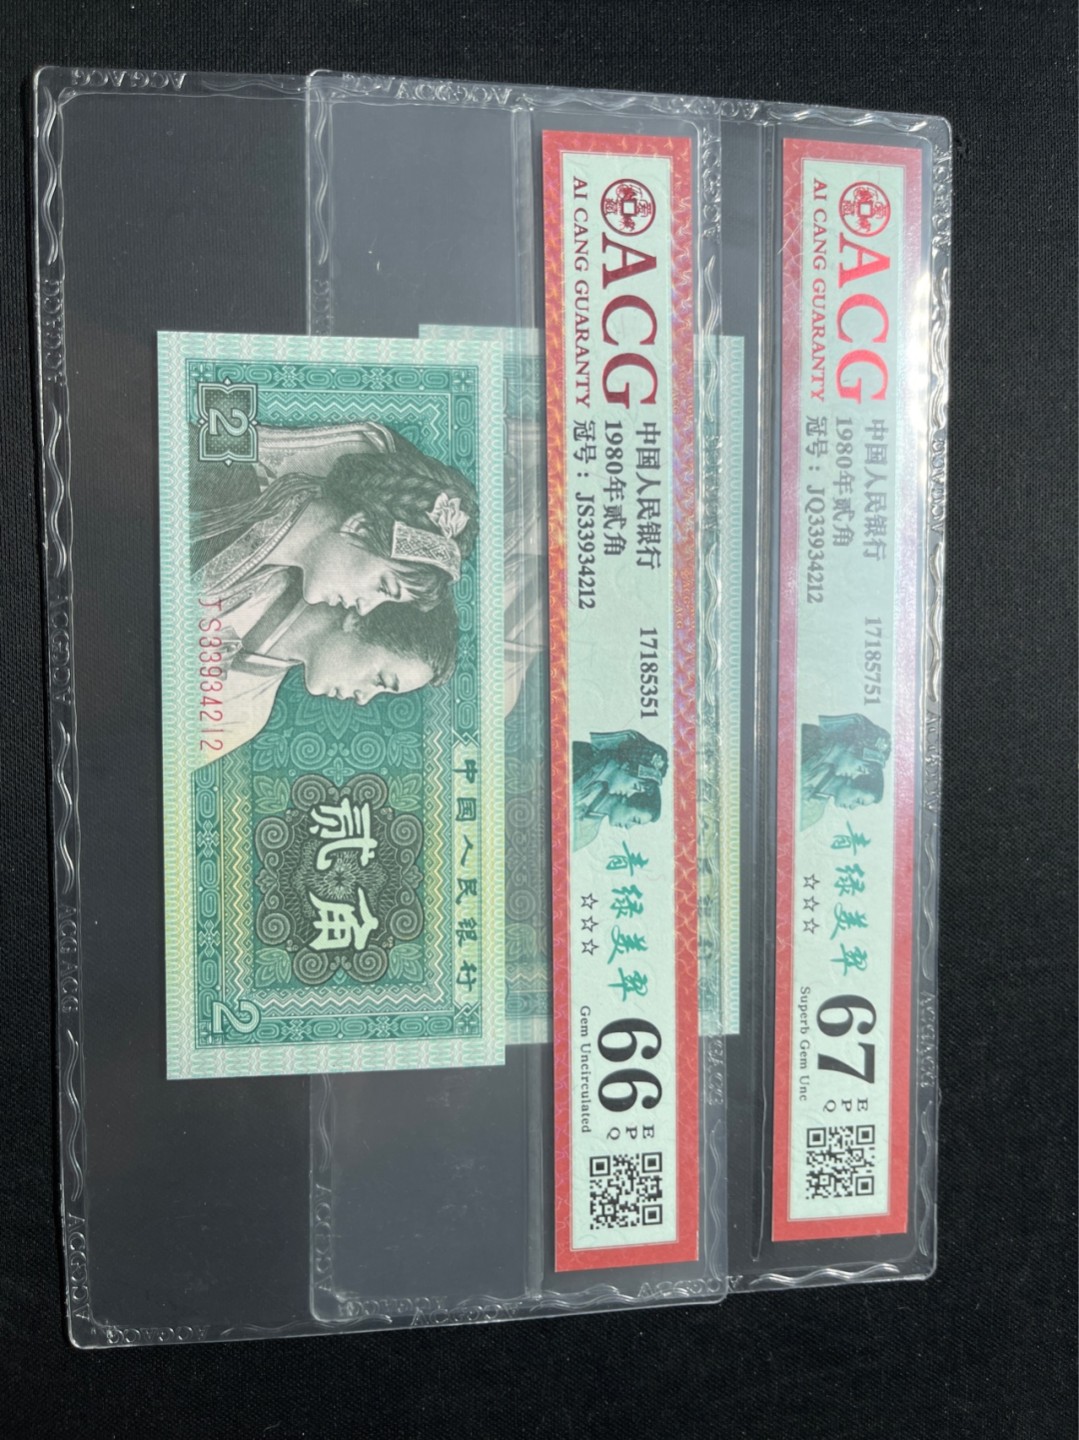 ACG
AI CANG GUARANTY
中国人民银行
1980年贰角
冠号：JQ33934212
17185751
青绿美翠
☆☆☆
67
EPQ
Superb Gem Unc
ACG
AI CANG GUARANTY
中国人民银行
1980年贰角
冠号：JS33934212
17185351
青绿美翠
☆☆☆
66
EPQ
Gem Uncirculated
中国人民银行
贰角
2
2
JS33934212